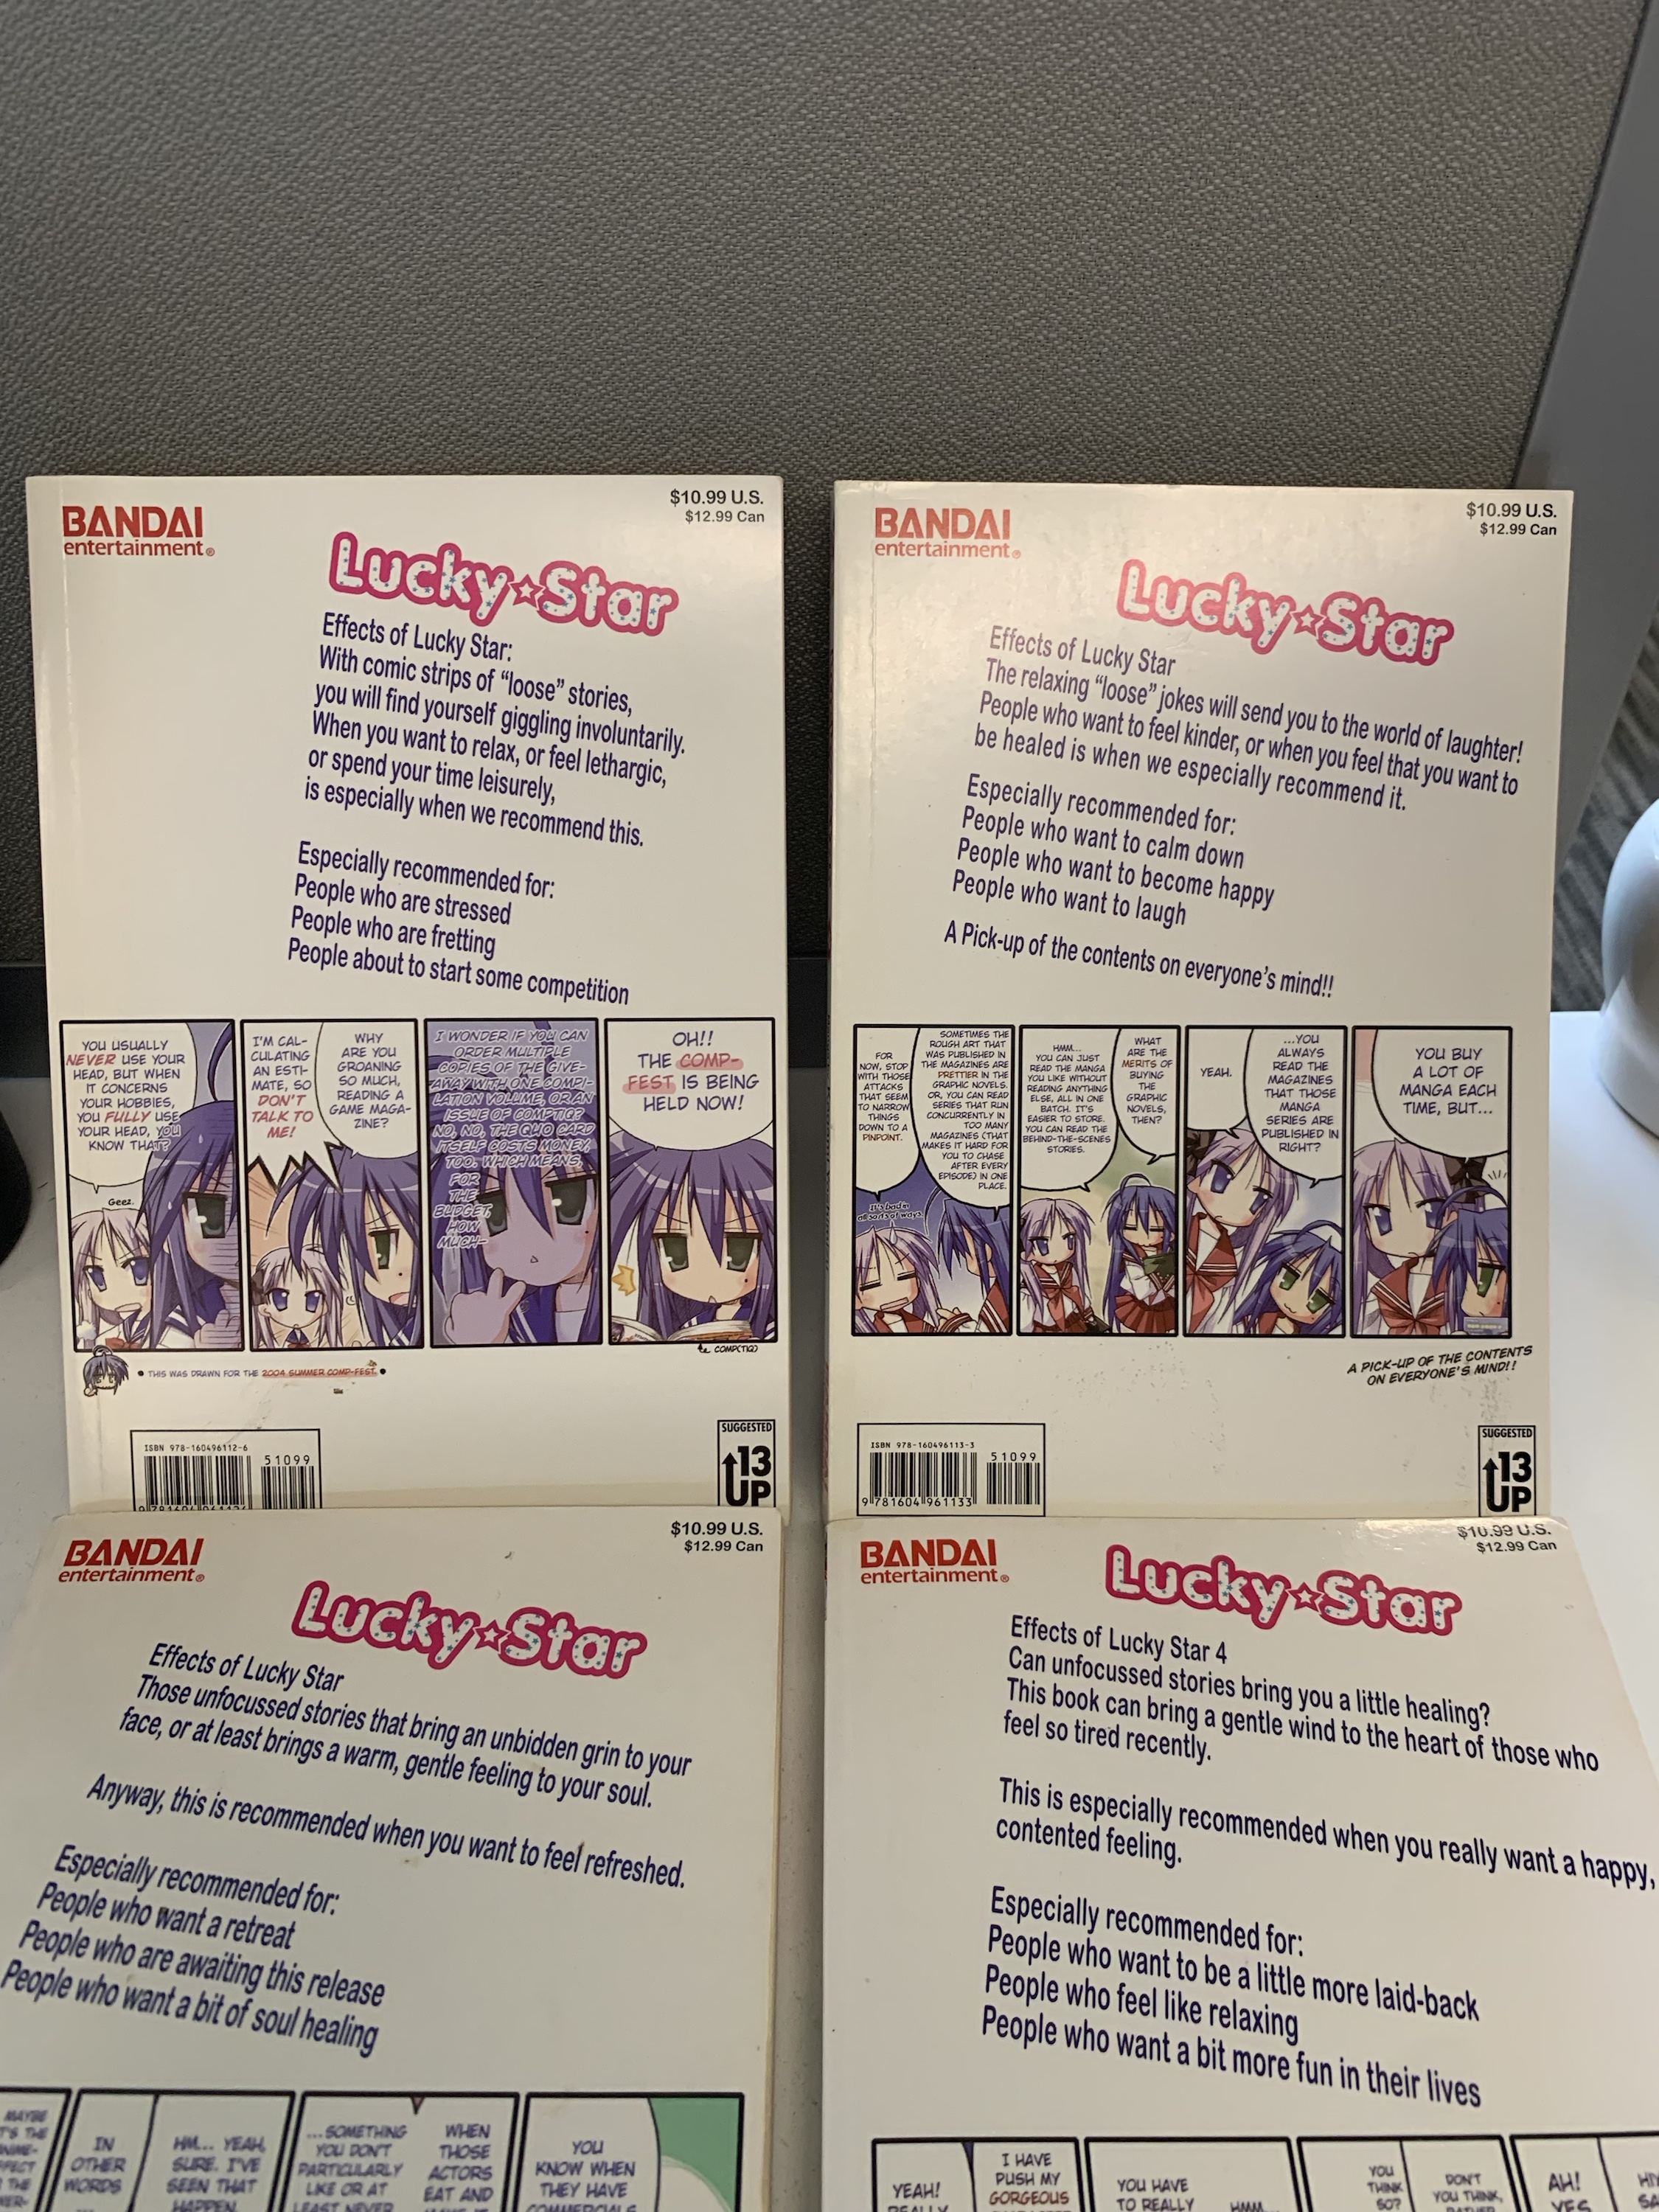 BANDAI
entertainment®
$10.99 U.S.
$12.99 Can
Lucky☆Star
Effects of Lucky Star:
With comic strips of “loose” stories,
you will find yourself giggling involuntarily.
When you want to relax, or feel lethargic,
or spend your time leisurely,
is especially when we recommend this.
Especially recommended for:
People who are stressed
People who are fretting
People about to start some competition
YOU USUALLY
NEVER USE YOUR
HEAD, BUT WHEN
IT CONCERNS
YOUR HOBBIES,
YOU FULLY USE
YOUR HEAD, YOU
KNOW THAT?
Geez.
I'M CAL-
CULATING
AN ESTI-
MATE, SO
DON'T
TALK TO
ME!
WHY
ARE YOU
GROANING
SO MUCH,
READING A
GAME MAGA-
ZINE?
I WONDER IF YOU CAN
ORDER MULTIPLE
COPIES OF THE GIVE-
AWAY WITH ONE COMPI-
LATION VOLUME, OR AN
ISSUE OF COMPTIQ?
NO, NO, THE QUO CARD
ITSELF COSTS MONEY,
TOO. WHICH MEANS,
FOR
THE
BUDGET,
HOW
MUCH-
OH!!
THE COMP-
FEST IS BEING
HELD NOW!
COMP(TIQ)
• THIS WAS DRAWN FOR THE 2004 SUMMER COMP-FEST. •
ISBN 978-160496112-6
51099
SUGGESTED
13
UP
BANDAI
entertainment®
$10.99 U.S.
$12.99 Can
Lucky☆Star
Effects of Lucky Star
The relaxing “loose” jokes will send you to the world of laughter!
People who want to feel kinder, or when you feel that you want to
be healed is when we especially recommend it.
Especially recommended for:
People who want to calm down
People who want to become happy
People who want to laugh
A Pick-up of the contents on everyone’s mind!!
FOR
NOW, STOP
WITH THOSE
ATTACKS
THAT SEEM
TO NARROW
THINGS
DOWN TO A
PINPOINT.
It's bad in
all sorts of ways.
SOMETIMES THE
ROUGH ART THAT
WAS PUBLISHED IN
THE MAGAZINES ARE
PRETTIER IN THE
GRAPHIC NOVELS.
OR, YOU CAN READ
SERIES THAT RUN
CONCURRENTLY IN
TOO MANY
MAGAZINES (THAT
MAKES IT HARD FOR
YOU TO CHASE
AFTER EVERY
EPISODE) IN ONE
PLACE.
HMM...
YOU CAN JUST
READ THE MANGA
YOU LIKE WITHOUT
READING ANYTHING
ELSE, ALL IN ONE
BATCH. IT'S
EASIER TO STORE.
YOU CAN READ THE
BEHIND-THE-SCENES
STORIES.
WHAT
ARE THE
MERITS OF
BUYING
THE
GRAPHIC
NOVELS,
THEN?
YEAH.
...YOU
ALWAYS
READ THE
MAGAZINES
THAT THOSE
MANGA
SERIES ARE
PUBLISHED IN
RIGHT?
YOU BUY
A LOT OF
MANGA EACH
TIME, BUT...
A PICK-UP OF THE CONTENTS
ON EVERYONE'S MIND!!
ISBN 978-160496113-3
51099
9 781604 961133
SUGGESTED
13
UP
BANDAI
entertainment®
$10.99 U.S.
$12.99 Can
Lucky☆Star
Effects of Lucky Star
Those unfocussed stories that bring an unbidden grin to your
face, or at least brings a warm, gentle feeling to your soul.
Anyway, this is recommended when you want to feel refreshed.
Especially recommended for:
People who want a retreat
People who are awaiting this release
People who want a bit of soul healing
MAYBE
THE
IN
OTHER
WORDS
HM... YEAH,
SURE. I'VE
SEEN THAT
HAPPEN.
...SOMETHING
YOU DON'T
PARTICULARLY
LIKE OR AT
LEAST NEVER
WHEN
THOSE
ACTORS
EAT AND
YOU
KNOW WHEN
THEY HAVE
COMMERCIALS
BANDAI
entertainment®
$10.99 U.S.
$12.99 Can
Lucky☆Star
Effects of Lucky Star 4
Can unfocussed stories bring you a little healing?
This book can bring a gentle wind to the heart of those who
feel so tired recently.
This is especially recommended when you really want a happy,
contented feeling.
Especially recommended for:
People who want to be a little more laid-back
People who feel like relaxing
People who want a bit more fun in their lives
YEAH!
REALLY
I HAVE
PUSH MY
GORGEOUS
YOU HAVE
TO REALLY
HMM...
YOU
THINK
SO?
DON'T
YOU THINK,
AH!
YES